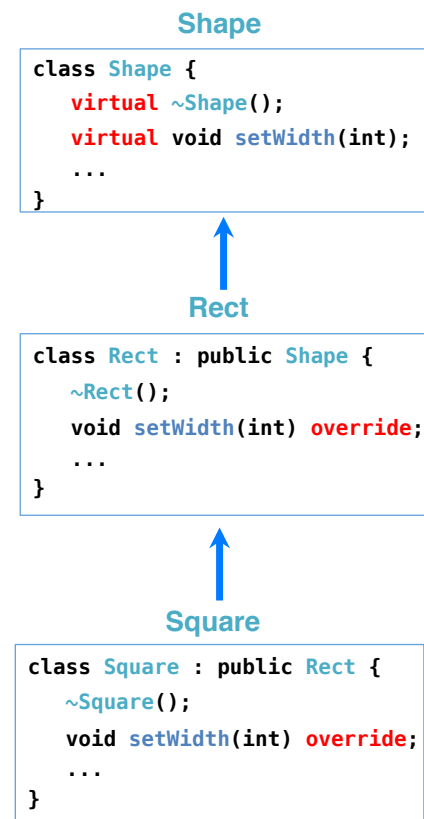 Shape
class Shape {
virtual ~Shape();
virtual void setWidth(int);
...
}
Rect
class Rect : public Shape {
~Rect();
void setWidth(int) override;
...
}
Square
class Square : public Rect {
~Square();
void setWidth(int) override;
...
}